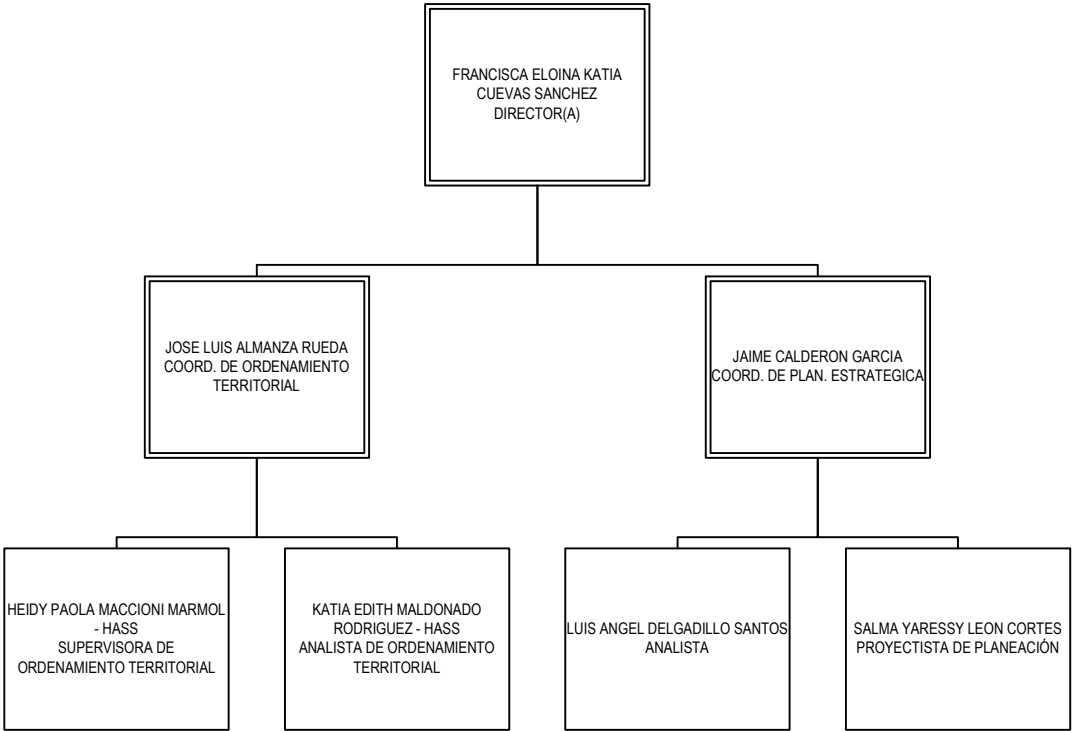 FRANCISCA ELOINA KATIA
CUEVAS SANCHEZ
DIRECTOR(A)
JOSE LUIS ALMANZA RUEDA
COORD. DE ORDENAMIENTO
TERRITORIAL
JAIME CALDERON GARCIA
COORD. DE PLAN. ESTRATEGICA
HEIDY PAOLA MACCIONI MARMOL
- HASS
SUPERVISORA DE
ORDENAMIENTO TERRITORIAL
KATIA EDITH MALDONADO
RODRIGUEZ - HASS
ANALISTA DE ORDENAMIENTO
TERRITORIAL
LUIS ANGEL DELGADILLO SANTOS
ANALISTA
SALMA YARESSY LEON CORTES
PROYECTISTA DE PLANEACIÓN